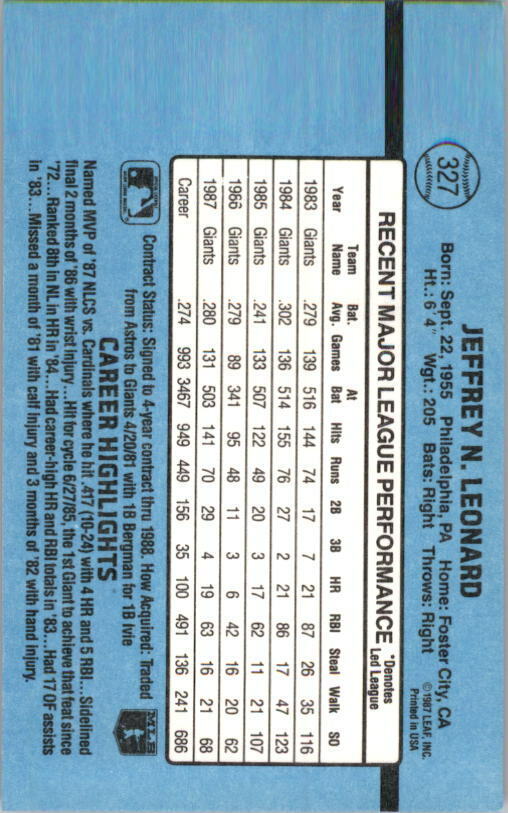 327
JEFFREY N. LEONARD
Born: Sept. 22, 1955 Philadelphia, PA Home: Foster City, CA
Ht.: 6'4" Wgt.: 205 Bats: Right Throws: Right
©1987 LEAF, INC.
Printed in USA
RECENT MAJOR LEAGUE PERFORMANCE
*Denotes
Led League
Year Team Name Bat. Avg. Games At Bat Hits Runs 2B 3B HR RBI Steal Walk SO
1983 Giants .279 139 516 144 74 17 7 21 87 26 35 116
1984 Giants .302 136 514 155 76 27 2 21 86 17 47 123
1985 Giants .241 133 507 122 49 20 3 17 62 11 21 107
1966 Giants .279 89 341 95 48 11 3 6 42 16 20 62
1987 Giants .280 131 503 141 70 29 4 19 63 16 21 68
Career .274 993 3467 949 449 156 35 100 491 136 241 686
Contract Status: Signed to 4-year contract thru 1998. How Acquired: Traded
from Astros to Giants 4/20/81 with 1B Bergman for 1B Ivie
MLB
CAREER HIGHLIGHTS
Named MVP of '87 NLCS vs. Cardinals where he hit .417 (10-24) with 4 HR and 5 RBI... Sidelined
final 2 months of '86 with wrist injury... Hit for cycle 6/27/85, the 1st Giant to achieve that feat since
'72... Ranked 8th in NL in HR in '84... Had career-high HR and RBI totals in '83... Had 17 OF assists
in '83... Missed a month of '81 with calf injury and 3 months of '82 with hand injury.